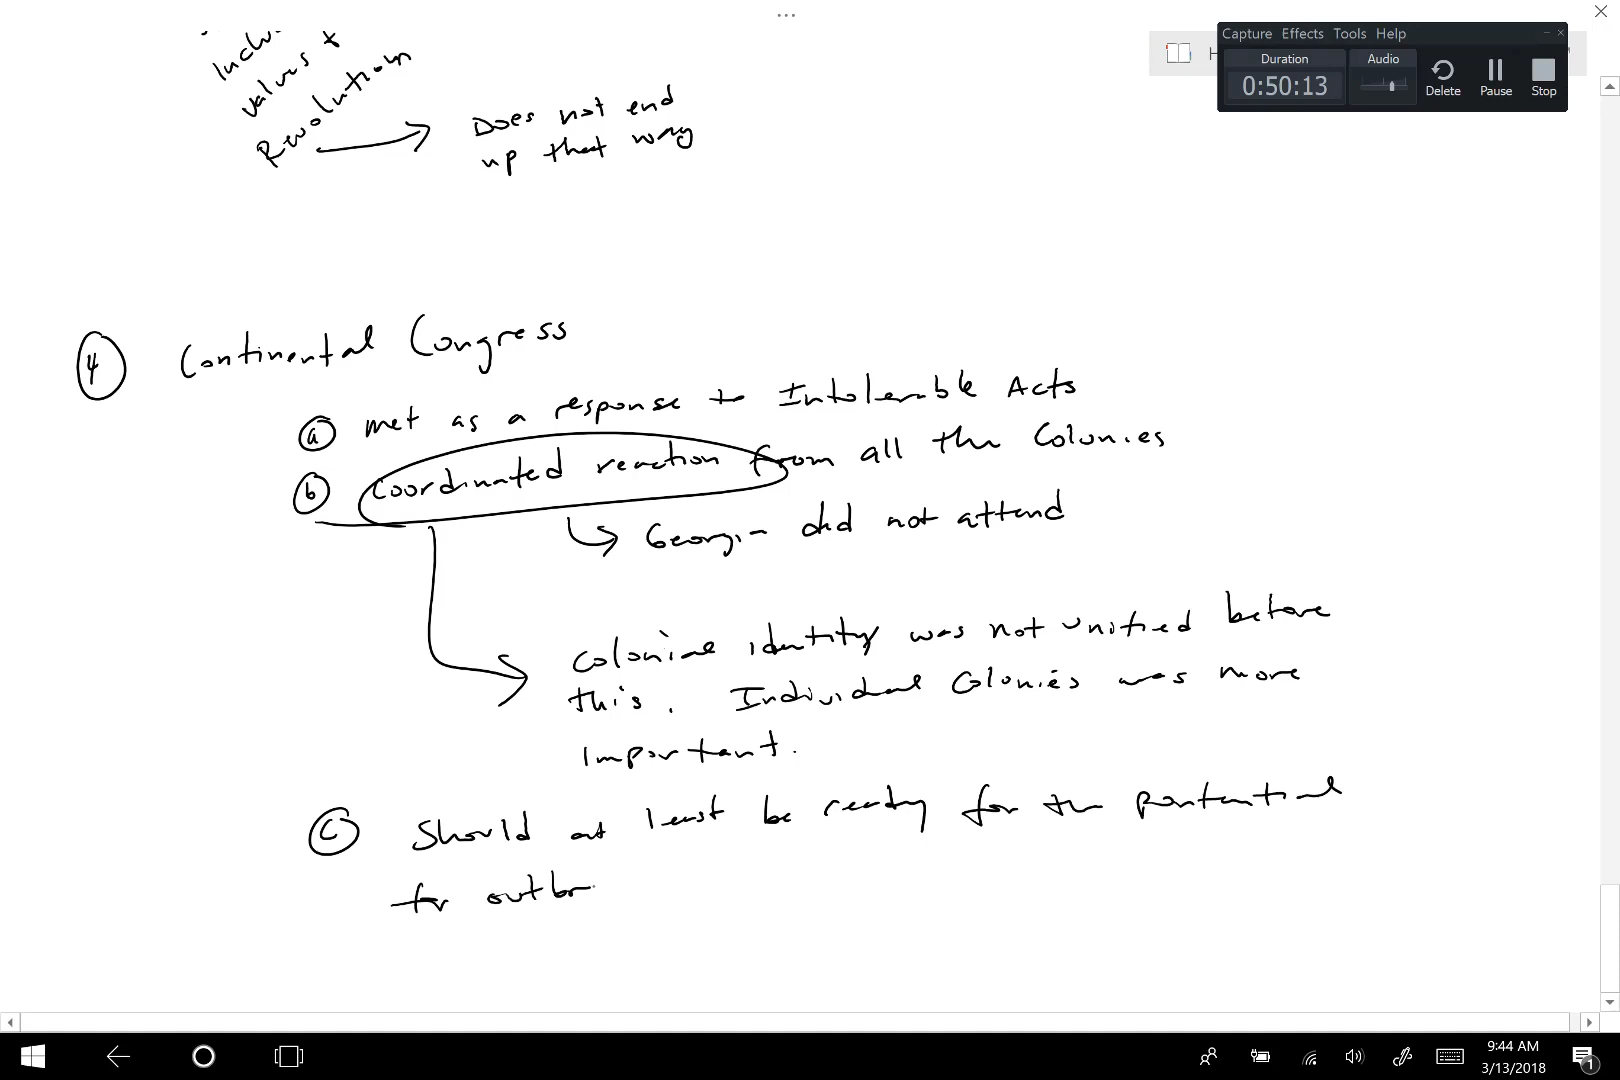 ...
Capture Effects Tools Help
Duration
0:50:13
Audio
Delete
Pause
Stop
H
values +
Revolution
Does not end
up that way
4 Continental Congress
a met as a response to Intolerable Acts
b Coordinated reaction from all the Colonies
Georgia did not attend
Colonial identity was not unified before
this. Individual Colonies was more
important.
C Should at least be ready for the
for outbr
9:44 AM
3/13/2018
1